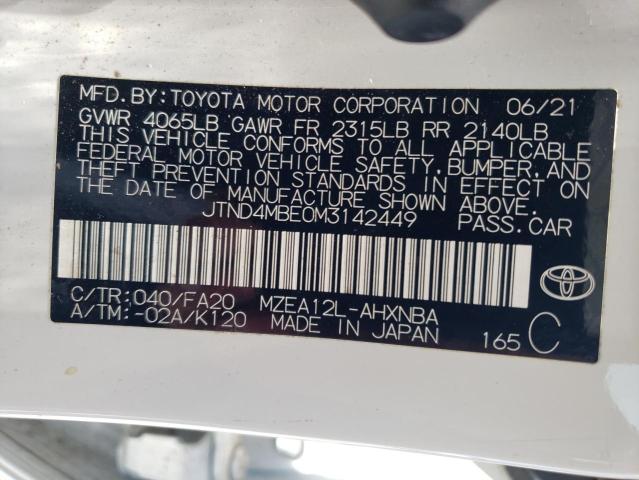 MFD.BY:TOYOTA MOTOR CORPORATION 06/21
GVWR 4065LB GAWR FR 2315LB RR 2140LB
THIS VEHICLE CONFORMS TO ALL APPLICABLE
FEDERAL MOTOR VEHICLE SAFETY,BUMPER,AND
THEFT PREVENTION STANDARDS IN EFFECT ON
THE DATE OF MANUFACTURE SHOWN ABOVE.
JTND4MBE0M3142449 PASS.CAR
C/TR:040/FA20 MZEA12L-AHXNBA
A/TM:-02A/K120 MADE IN JAPAN 165 C